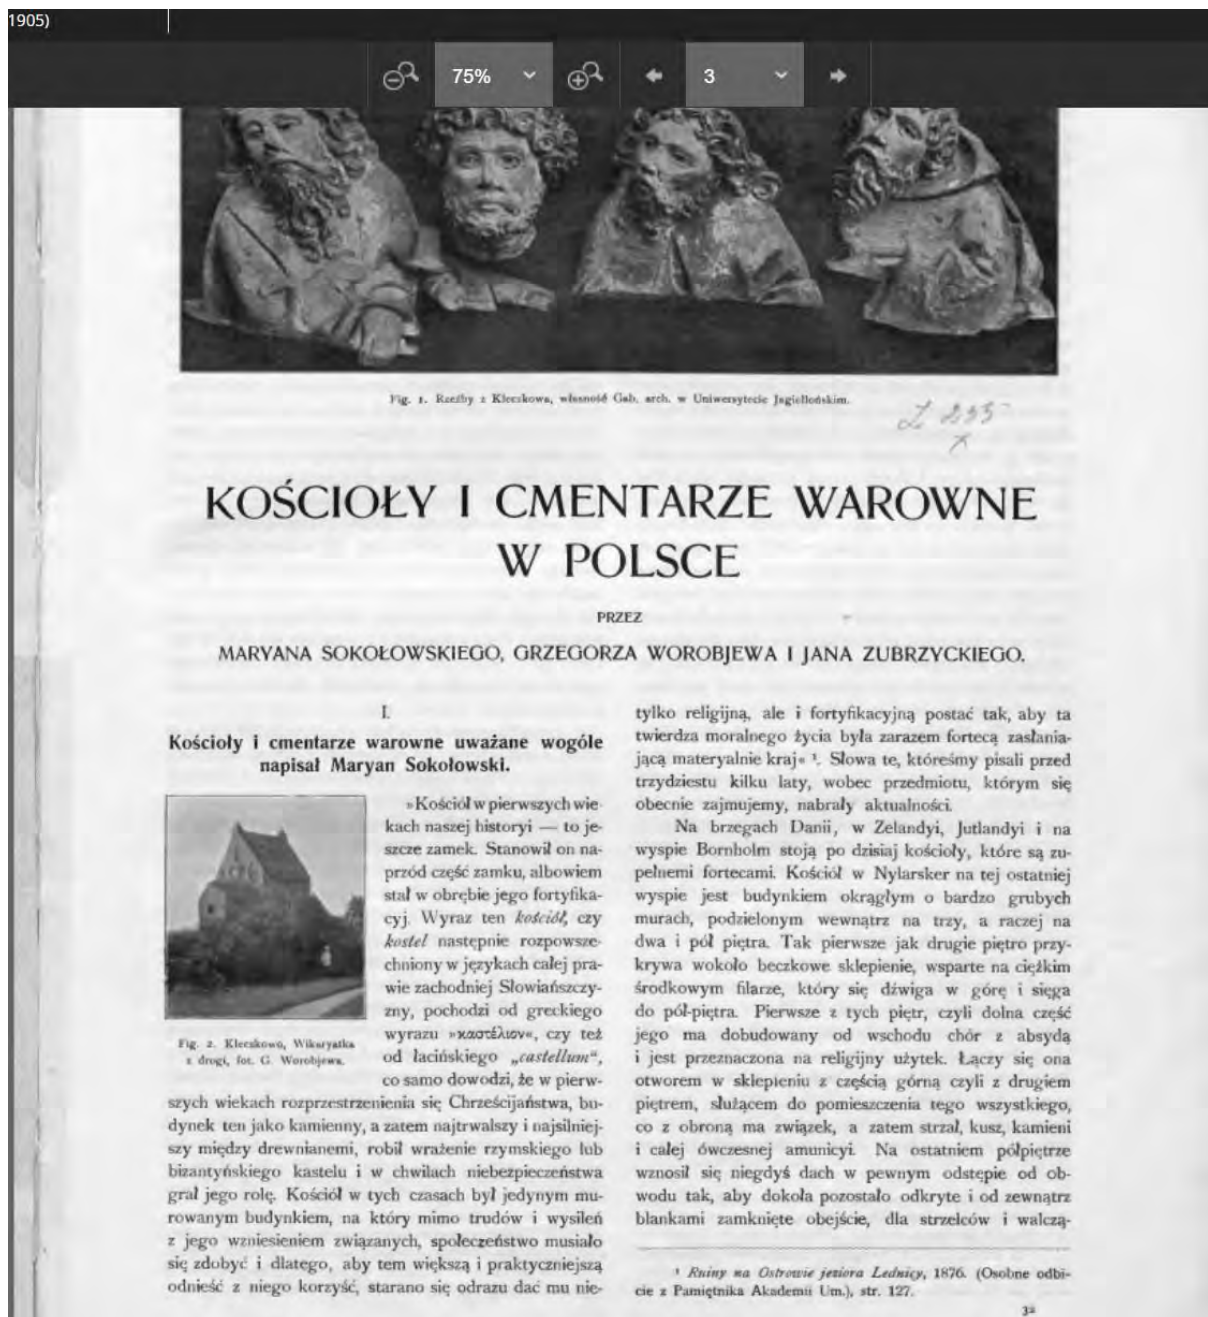 1905)
75%
3
Fig. 1. Rzeźby z Kleczkowa, własność Gab. arch. w Uniwersytecie Jagiellońskim.
KOŚCIOŁY I CMENTARZE WAROWNE
W POLSCE
PRZEZ
MARYANA SOKOŁOWSKIEGO, GRZEGORZA WOROBJEWA I JANA ZUBRZYCKIEGO.
I.
Kościoły i cmentarze warowne uważane wogóle
napisał Maryan Sokołowski.
»Kościół w pierwszych wie-
kach naszej historyi — to je-
szcze zamek. Stanowił on na-
przód część zamku, albowiem
stał w obrębie jego fortyfika-
cyj. Wyraz ten kościół, czy
kostel następnie rozpowsze-
chniony w językach całej pra-
wie zachodniej Słowiańszczy-
zny, pochodzi od greckiego
wyrazu »καστέλιον«, czy też
od łacińskiego „castellum“,
co samo dowodzi, że w pierw-
Fig. 2. Kleczkowo, Wikaryatka
z drogi, fot. G. Worobjewa.
szych wiekach rozprzestrzenienia się Chrześcijaństwa, bu-
dynek ten jako kamienny, a zatem najtrwalszy i najsilniej-
szy między drewnianemi, robił wrażenie rzymskiego lub
bizantyńskiego kastelu i w chwilach niebezpieczeństwa
grał jego rolę. Kościół w tych czasach był jedynym mu-
rowanym budynkiem, na który mimo trudów i wysileń
z jego wzniesieniem związanych, społeczeństwo musiało
się zdobyć i dlatego, aby tem większą i praktyczniejszą
odnieść z niego korzyść, starano się odrazu dać mu nie-
tylko religijną, ale i fortyfikacyjną postać tak, aby ta
twierdza moralnego życia była zarazem fortecą zasłania-
jącą materyalnie kraj« ¹. Słowa te, któreśmy pisali przed
trzydziestu kilku laty, wobec przedmiotu, którym się
obecnie zajmujemy, nabrały aktualności.
Na brzegach Danii, w Zelandyi, Jutlandyi i na
wyspie Bornholm stoją po dzisiaj kościoły, które są zu-
pełnemi fortecami. Kościół w Nylarsker na tej ostatniej
wyspie jest budynkiem okrągłym o bardzo grubych
murach, podzielonym wewnątrz na trzy, a raczej na
dwa i pół piętra. Tak pierwsze jak drugie piętro przy-
krywa wokoło beczkowe sklepienie, wsparte na ciężkim
środkowym filarze, który się dźwiga w górę i sięga
do pół-piętra. Pierwsze z tych piętr, czyli dolna część
jego ma dobudowany od wschodu chór z absydą
i jest przeznaczona na religijny użytek. Łączy się ona
otworem w sklepieniu z częścią górną czyli z drugiem
piętrem, służącem do pomieszczenia tego wszystkiego,
co z obroną ma związek, a zatem strzał, kusz, kamieni
i całej ówczesnej amunicyi. Na ostatniem półpiętrze
wznosił się niegdyś dach w pewnym odstępie od ob-
wodu tak, aby dokoła pozostało odkryte i od zewnątrz
blankami zamknięte obejście, dla strzelców i walczą-
¹ Ruiny na Ostrowie jeziora Lednicy, 1876. (Osobne odbi-
cie z Pamiętnika Akademii Um.), str. 127.